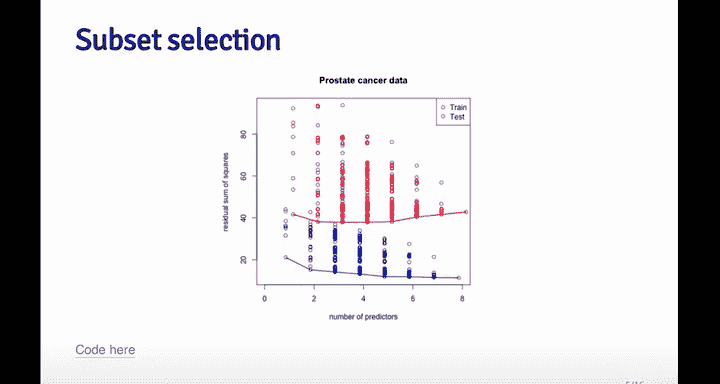 Subset selection
Prostate cancer data
Train
Test
80
60
40
20
residual sum of squares
0 2 4 6 8
number of predictors
Code here